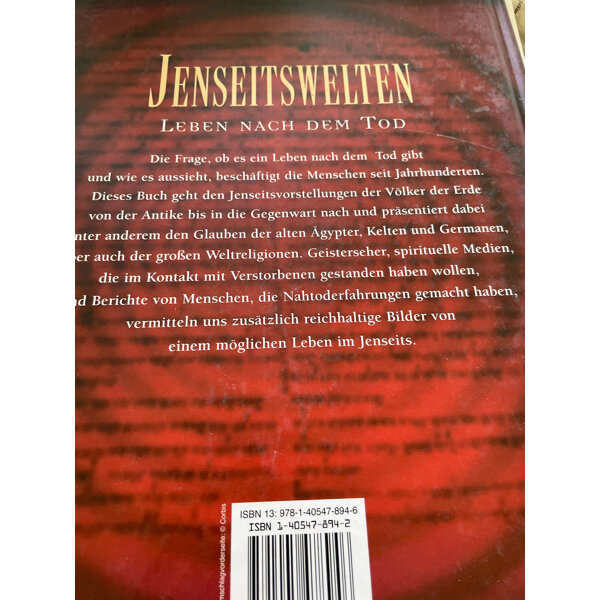 JENSEITSWELTEN
LEBEN NACH DEM TOD
Die Frage, ob es ein Leben nach dem Tod gibt
und wie es aussieht, beschäftigt die Menschen seit Jahrhunderten.
Dieses Buch geht den Jenseitsvorstellungen der Völker der Erde
von der Antike bis in die Gegenwart nach und präsentiert dabei
nter anderem den Glauben der alten Ägypter, Kelten und Germanen,
ber auch der großen Weltreligionen. Geisterseher, spirituelle Medien,
die im Kontakt mit Verstorbenen gestanden haben wollen,
nd Berichte von Menschen, die Nahtoderfahrungen gemacht haben,
vermitteln uns zusätzlich reichhaltige Bilder von
einem möglichen Leben im Jenseits.
ISBN 13: 978-1-40547-894-6
ISBN 1-40547-894-2
mschlagvorderseite: © Corbis